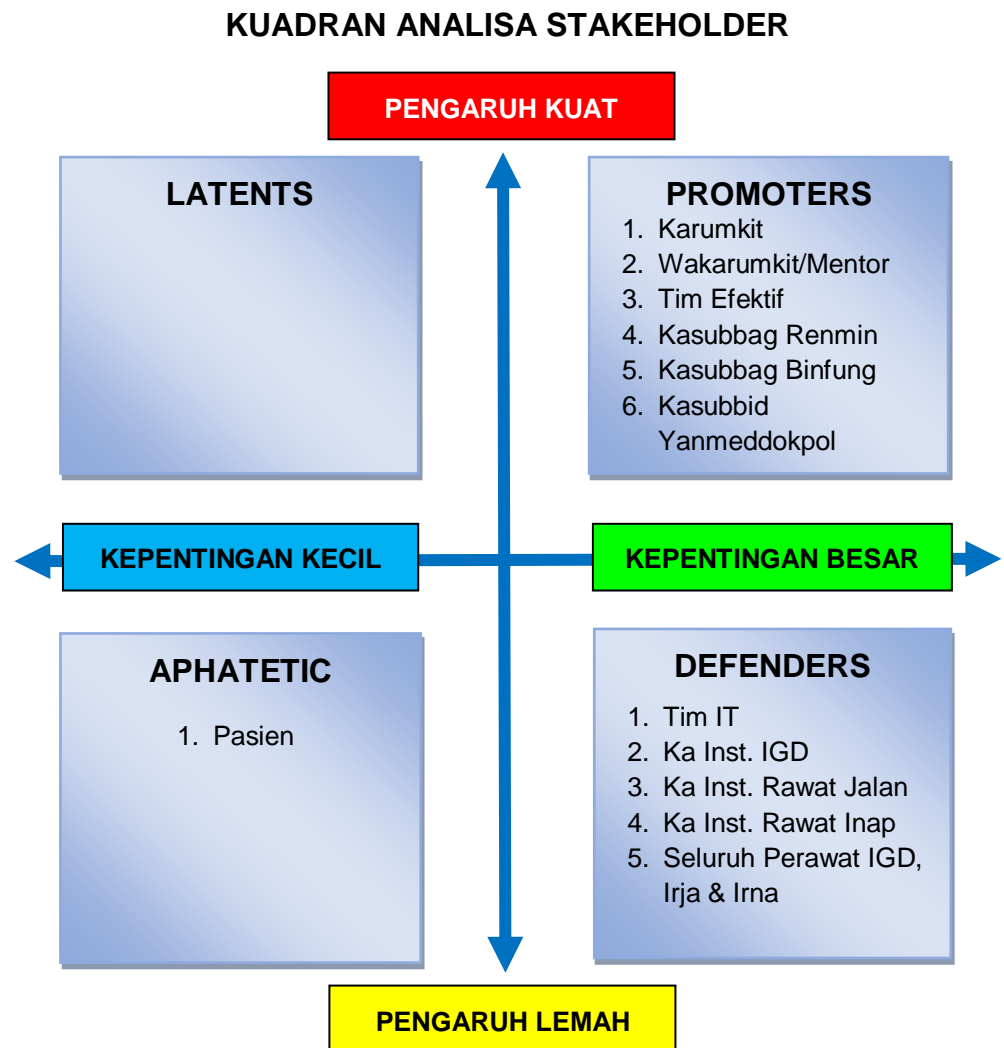 KUADRAN ANALISA STAKEHOLDER
PENGARUH KUAT
LATENTS
PROMOTERS
1. Karumkit
2. Wakarumkit/Mentor
3. Tim Efektif
4. Kasubbag Renmin
5. Kasubbag Binfung
6. Kasubbid
Yanmeddokpol
KEPENTINGAN KECIL
KEPENTINGAN BESAR
APHATETIC
1. Pasien
DEFENDERS
1. Tim IT
2. Ka Inst. IGD
3. Ka Inst. Rawat Jalan
4. Ka Inst. Rawat Inap
5. Seluruh Perawat IGD,
Irja & Irna
PENGARUH LEMAH